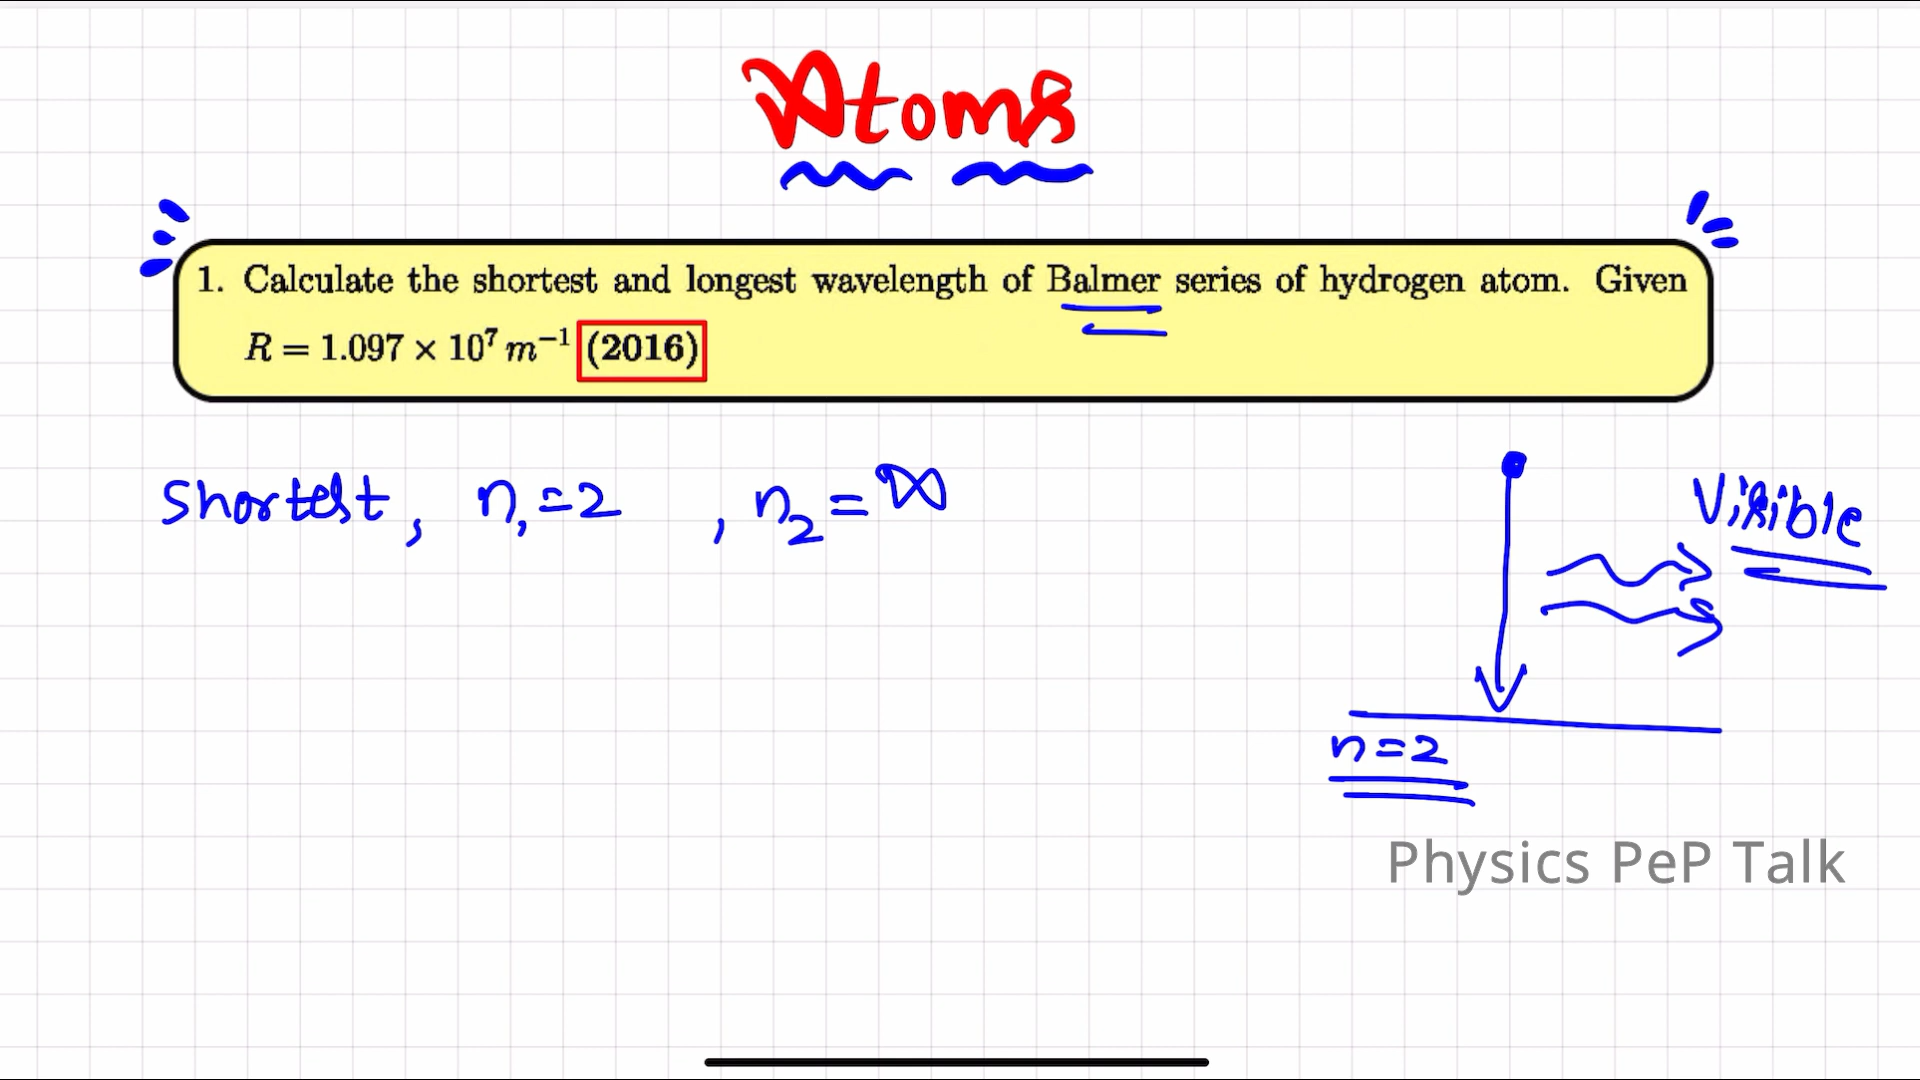 Atoms
1. Calculate the shortest and longest wavelength of Balmer series of hydrogen atom. Given
R = 1.097 × 10⁷ m⁻¹ (2016)
Shortest, n₁=2 , n₂=∞
Visible
n=2
Physics PeP Talk